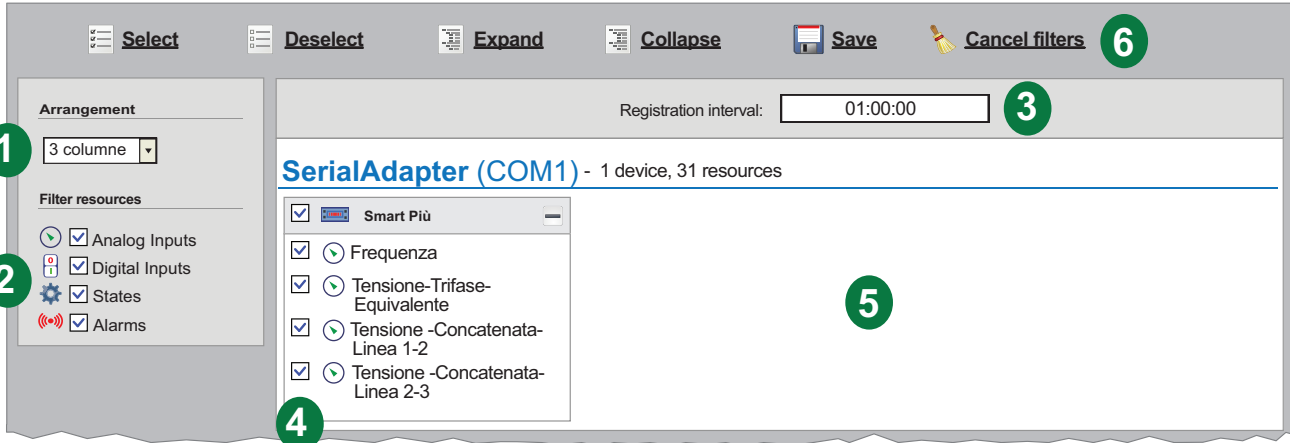 Select Deselect Expand Collapse Save Cancel filters 6
Arrangement
Registration interval: 01:00:00 3
1 3 columne
SerialAdapter (COM1) - 1 device, 31 resources
Filter resources
Smart Più
Analog Inputs
Frequenza
2 Digital Inputs
States
Alarms
Tensione-Trifase-
Equivalente
5
Tensione -Concatenata-
Linea 1-2
Tensione -Concatenata-
Linea 2-3
4